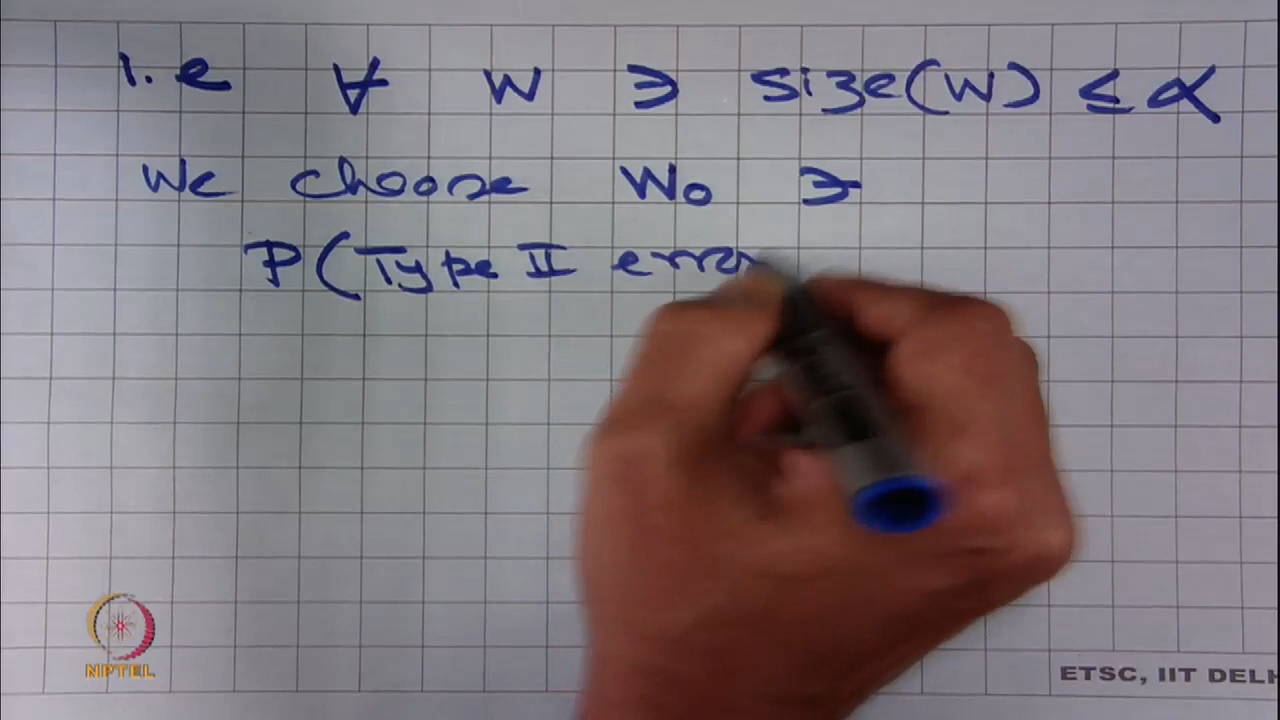 i.e ∀ W ∋ size(W) ≤ α
We choose W₀ ∋
P(Type II error
NPTEL
ETSC, IIT DELH